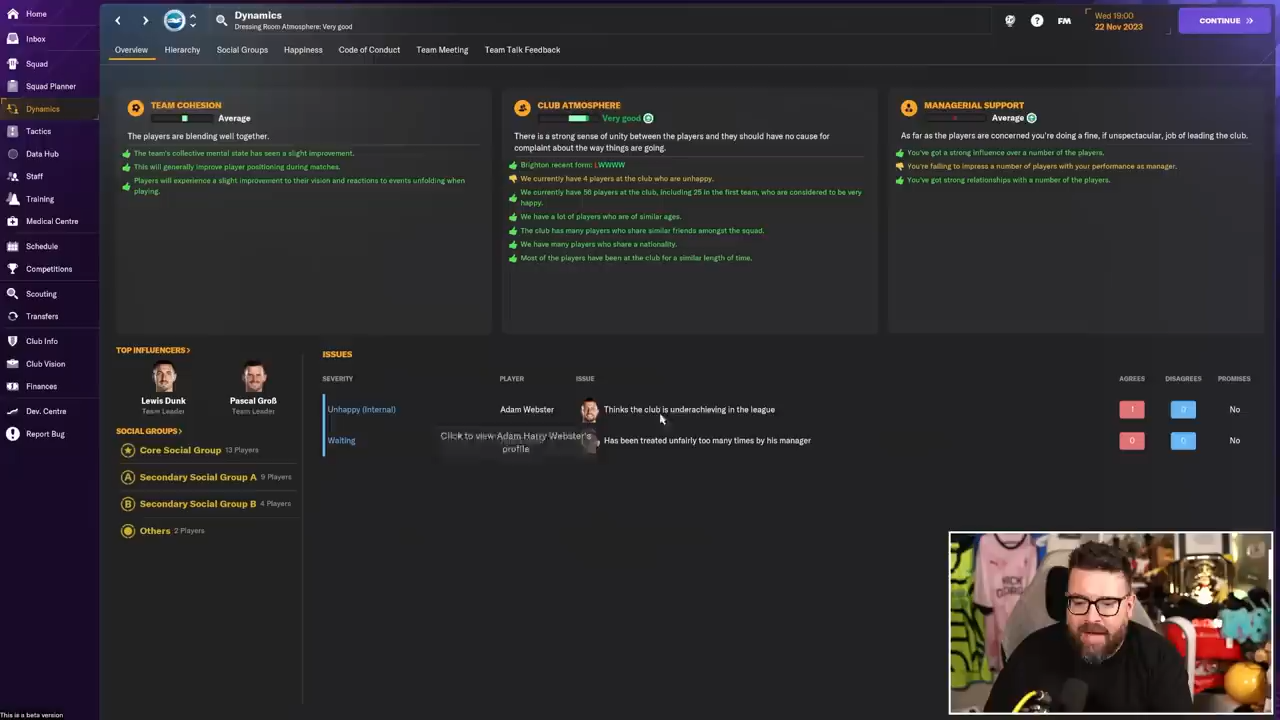 Home
Inbox
Squad
Squad Planner
Dynamics
Tactics
Data Hub
Staff
Training
Medical Centre
Schedule
Competitions
Scouting
Transfers
Club Info
Club Vision
Finances
Dev. Centre
Report Bug
This is a beta version
Dynamics
Dressing Room Atmosphere: Very good
FM
Wed 19:00
22 Nov 2023
CONTINUE
Overview
Hierarchy
Social Groups
Happiness
Code of Conduct
Team Meeting
Team Talk Feedback
TEAM COHESION
Average
The players are blending well together.
The team's collective mental state has seen a slight improvement.
This will generally improve player positioning during matches.
Players will experience a slight improvement to their vision and reactions to events unfolding when
playing.
CLUB ATMOSPHERE
Very good
There is a strong sense of unity between the players and they should have no cause for
complaint about the way things are going.
Brighton recent form: LWWWW
We currently have 4 players at the club who are unhappy.
We currently have 50 players at the club, including 25 in the first team, who are considered to be very
happy.
We have a lot of players who are of similar ages.
The club has many players who share similar friends amongst the squad.
We have many players who share a nationality.
Most of the players have been at the club for a similar length of time.
MANAGERIAL SUPPORT
Average
As far as the players are concerned you're doing a fine, if unspectacular, job of leading the club.
You've got a strong influence over a number of the players.
You're failing to impress a number of players with your performance as manager.
You've got strong relationships with a number of the players.
TOP INFLUENCERS>
Lewis Dunk
Team Leader
Pascal Groß
Team Leader
SOCIAL GROUPS>
Core Social Group 13 Players
A Secondary Social Group A 9 Players
B Secondary Social Group B 4 Players
Others 2 Players
ISSUES
SEVERITY PLAYER ISSUE AGREES DISAGREES PROMISES
Unhappy (Internal) Adam Webster Thinks the club is underachieving in the league 1 0 No
Waiting Has been treated unfairly too many times by his manager 0 0 No
Click to view Adam Harry Webster's
profile